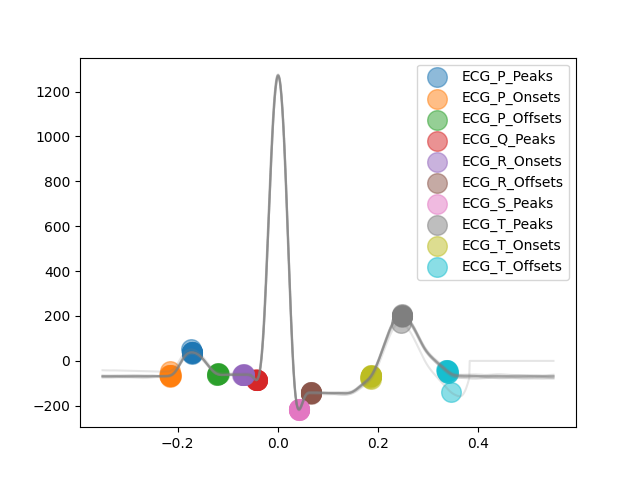 ECG_P_Peaks
ECG_P_Onsets
ECG_P_Offsets
ECG_Q_Peaks
ECG_R_Onsets
ECG_R_Offsets
ECG_S_Peaks
ECG_T_Peaks
ECG_T_Onsets
ECG_T_Offsets
1200
1000
800
600
400
200
0
−200
−0.2 0.0 0.2 0.4